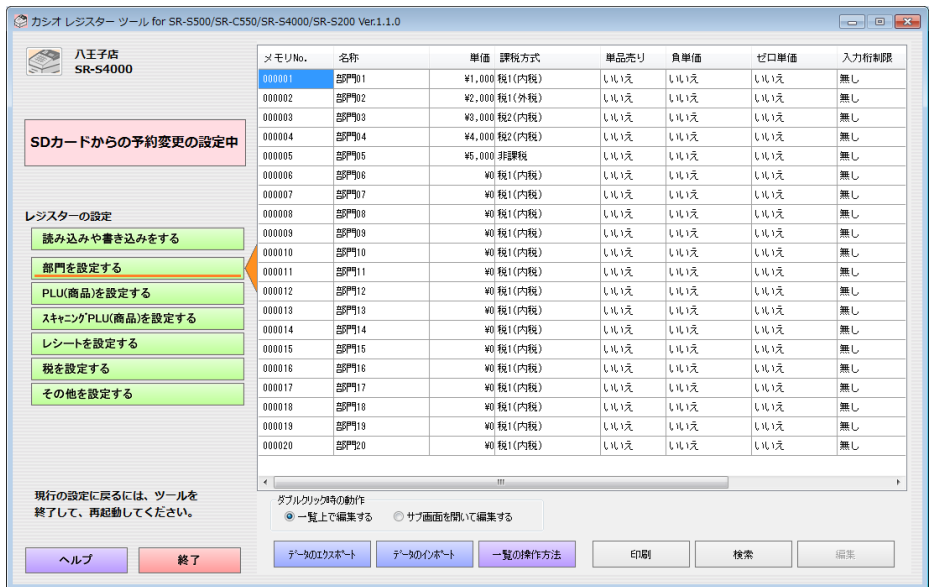 カシオ レジスター ツール for SR-S500/SR-C550/SR-S4000/SR-S200 Ver.1.1.0
八王子店
SR-S4000
SDカードからの予約変更の設定中
レジスターの設定
読み込みや書き込みをする
部門を設定する
PLU(商品)を設定する
ｽｷｬﾆﾝｸﾞPLU(商品)を設定する
レシートを設定する
税を設定する
その他を設定する
現行の設定に戻るには、ツールを
終了して、再起動してください。
ヘルプ 終了
メモリNo. 名称 単価 課税方式 単品売り 負単価 ゼロ単価 入力桁制限
000001 部門01 ¥1,000 税1(内税) いいえ いいえ いいえ 無し
000002 部門02 ¥2,000 税1(外税) いいえ いいえ いいえ 無し
000003 部門03 ¥3,000 税2(内税) いいえ いいえ いいえ 無し
000004 部門04 ¥4,000 税2(内税) いいえ いいえ いいえ 無し
000005 部門05 ¥5,000 非課税 いいえ いいえ いいえ 無し
000006 部門06 ¥0 税1(内税) いいえ いいえ いいえ 無し
000007 部門07 ¥0 税1(内税) いいえ いいえ いいえ 無し
000008 部門08 ¥0 税1(内税) いいえ いいえ いいえ 無し
000009 部門09 ¥0 税1(内税) いいえ いいえ いいえ 無し
000010 部門10 ¥0 税1(内税) いいえ いいえ いいえ 無し
000011 部門11 ¥0 税1(内税) いいえ いいえ いいえ 無し
000012 部門12 ¥0 税1(内税) いいえ いいえ いいえ 無し
000013 部門13 ¥0 税1(内税) いいえ いいえ いいえ 無し
000014 部門14 ¥0 税1(内税) いいえ いいえ いいえ 無し
000015 部門15 ¥0 税1(内税) いいえ いいえ いいえ 無し
000016 部門16 ¥0 税1(内税) いいえ いいえ いいえ 無し
000017 部門17 ¥0 税1(内税) いいえ いいえ いいえ 無し
000018 部門18 ¥0 税1(内税) いいえ いいえ いいえ 無し
000019 部門19 ¥0 税1(内税) いいえ いいえ いいえ 無し
000020 部門20 ¥0 税1(内税) いいえ いいえ いいえ 無し
ﾀﾞﾌﾞﾙｸﾘｯｸ時の動作
一覧上で編集する サブ画面を開いて編集する
ﾃﾞｰﾀのｴｸｽﾎﾟｰﾄ ﾃﾞｰﾀのｲﾝﾎﾟｰﾄ 一覧の操作方法 印刷 検索 編集